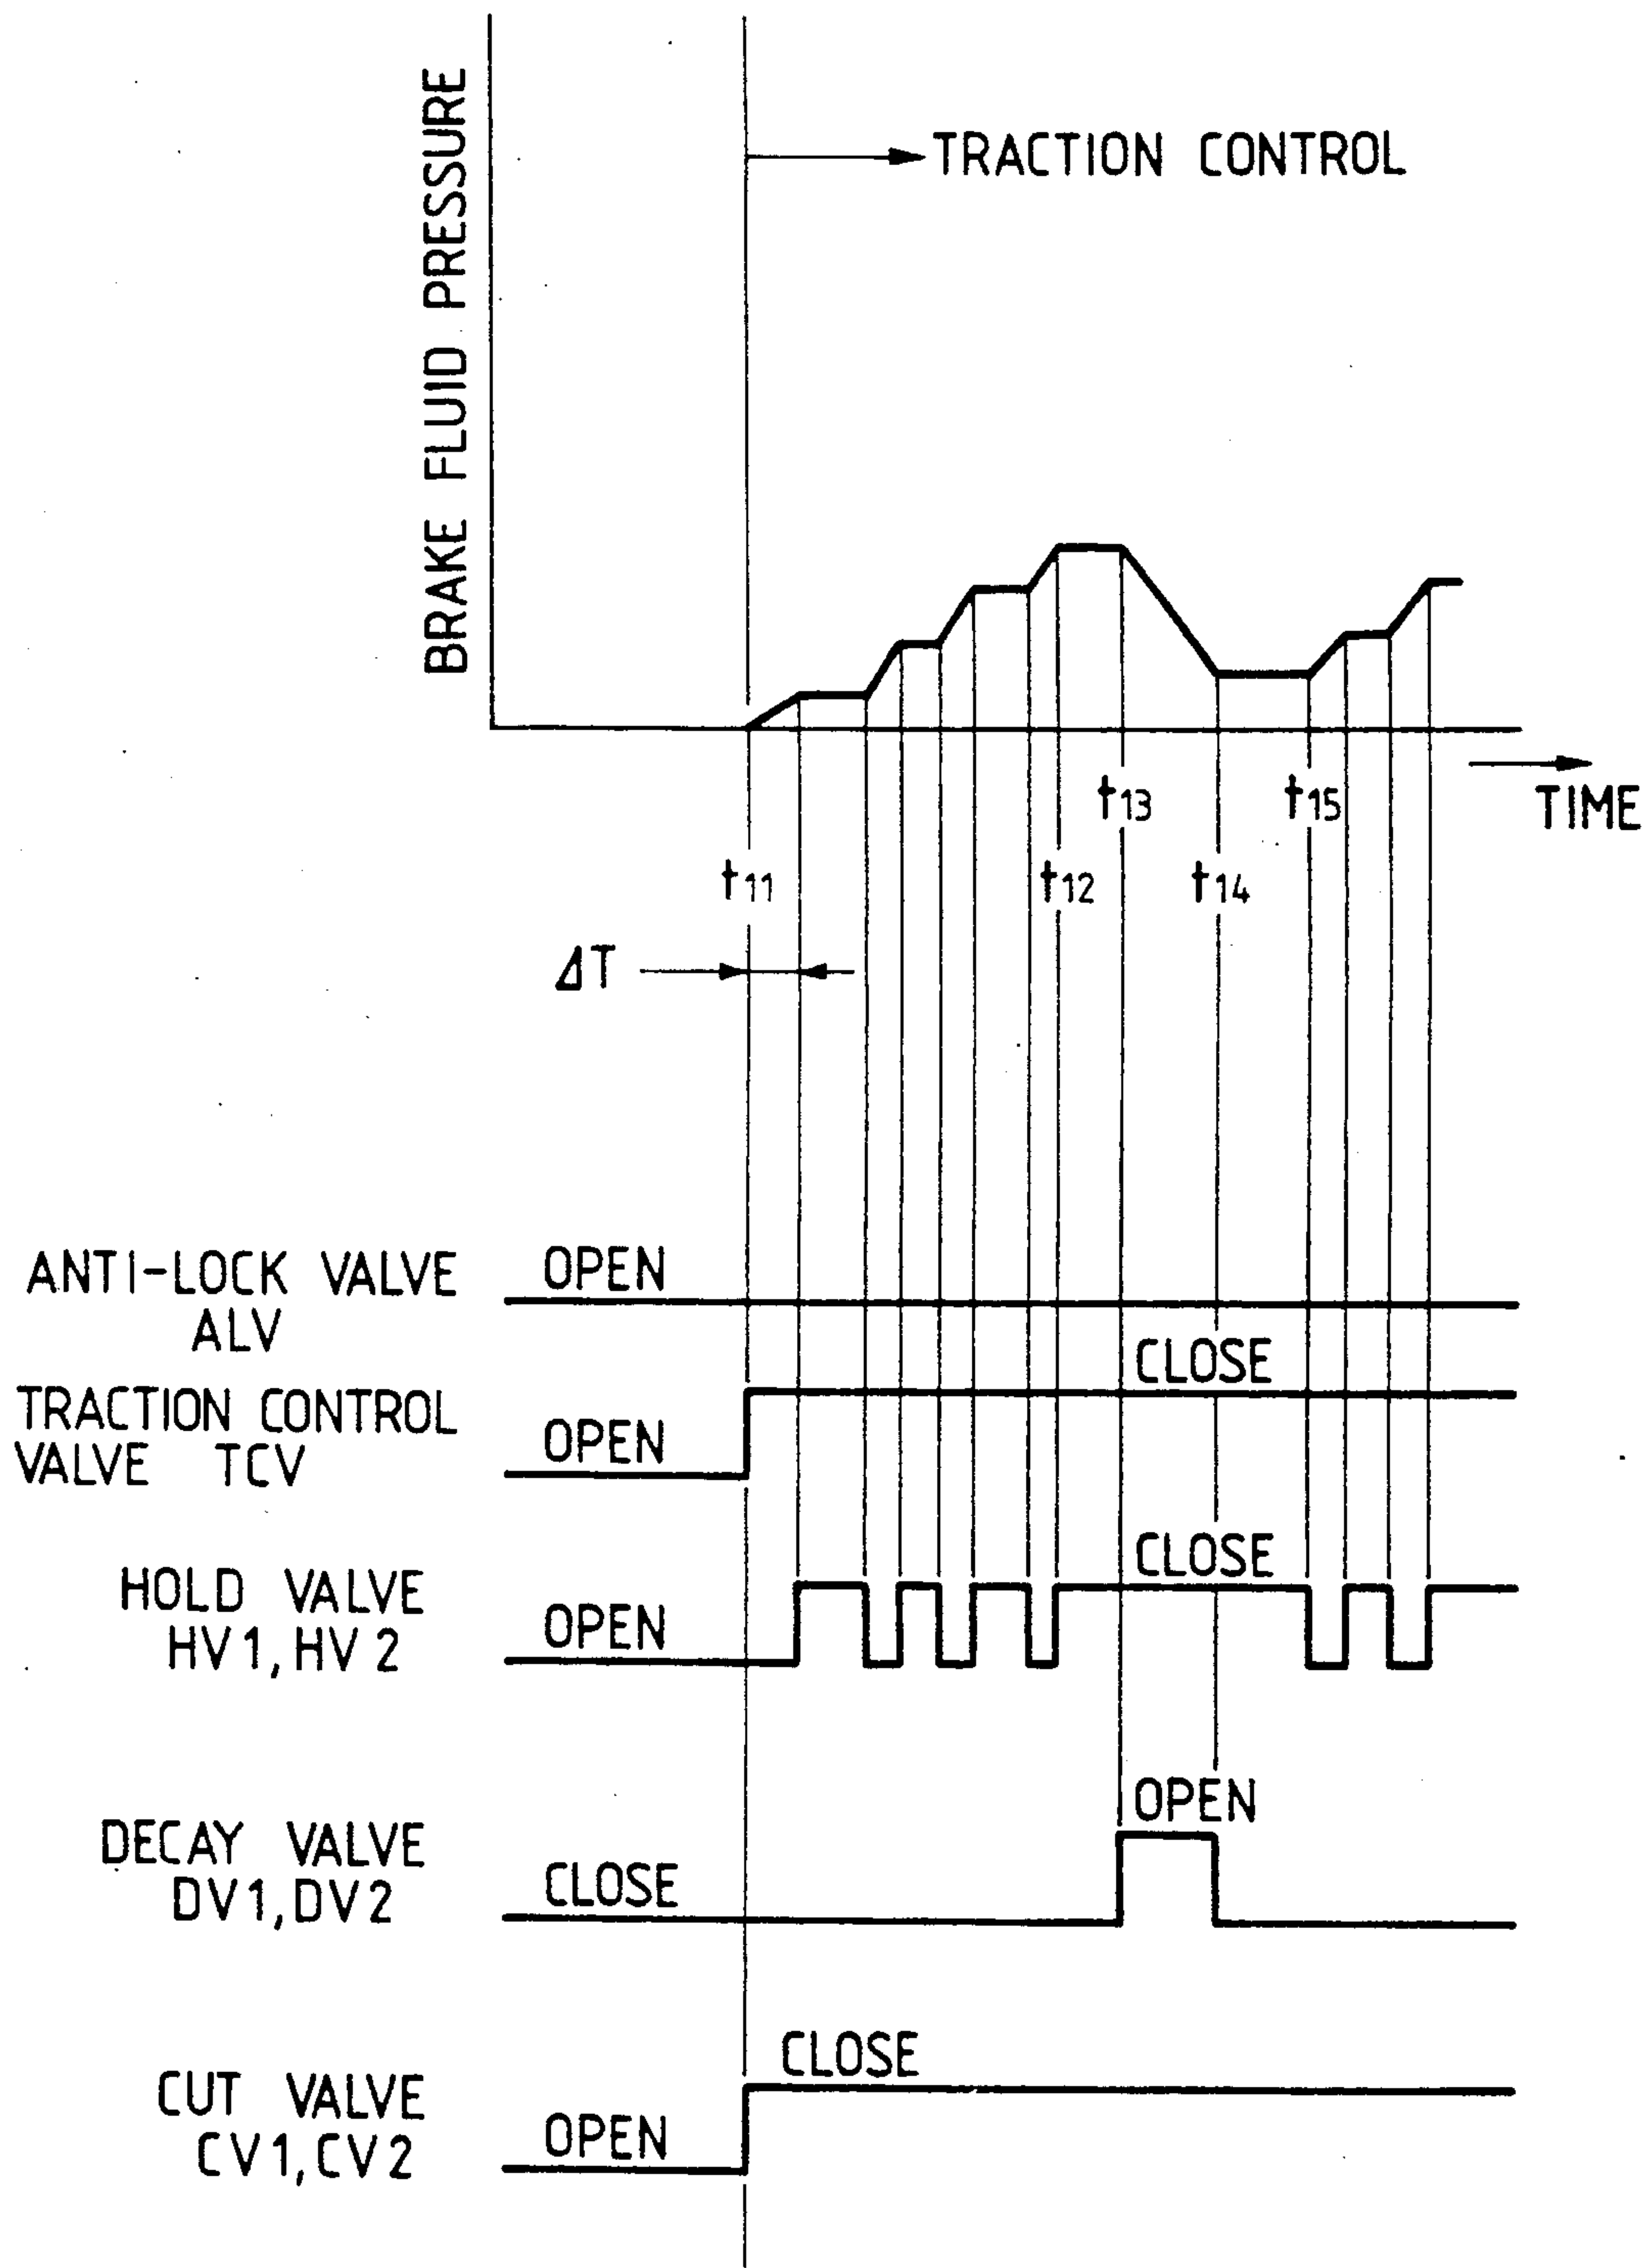 BRAKE FLUID PRESSURE
TRACTION CONTROL
TIME
t13
t15
t11
t12
t14
ΔT
ANTI-LOCK VALVE
ALV
OPEN
TRACTION CONTROL
VALVE TCV
OPEN
CLOSE
HOLD VALVE
HV1, HV2
OPEN
CLOSE
DECAY VALVE
DV1, DV2
CLOSE
OPEN
CUT VALVE
CV1, CV2
OPEN
CLOSE